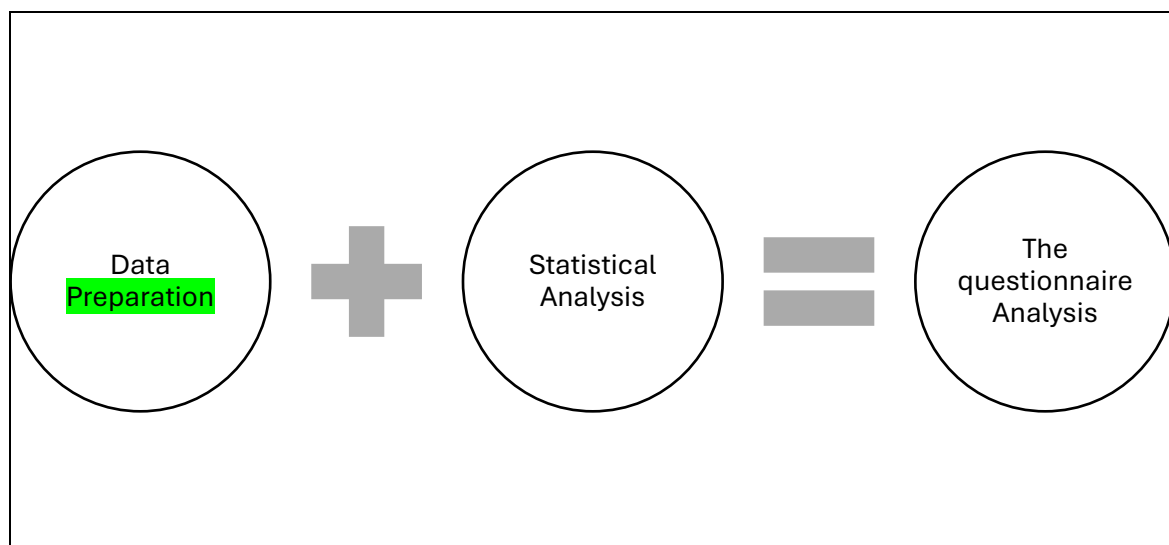 Data
Preparation
Statistical
Analysis
The
questionnaire
Analysis